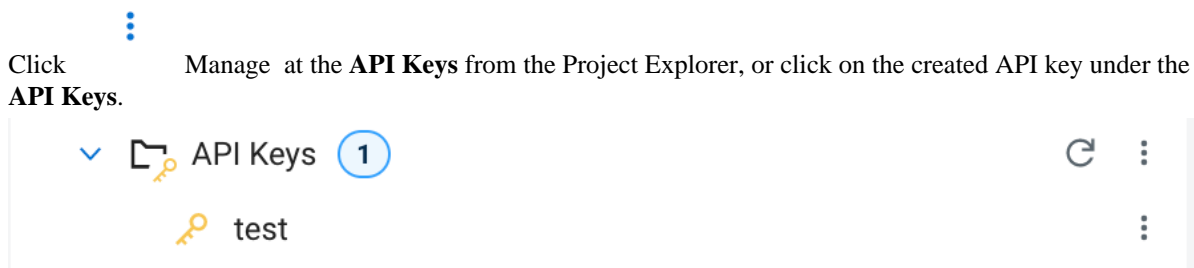 Click Manage at the API Keys from the Project Explorer, or click on the created API key under the
API Keys.
API Keys 1
test